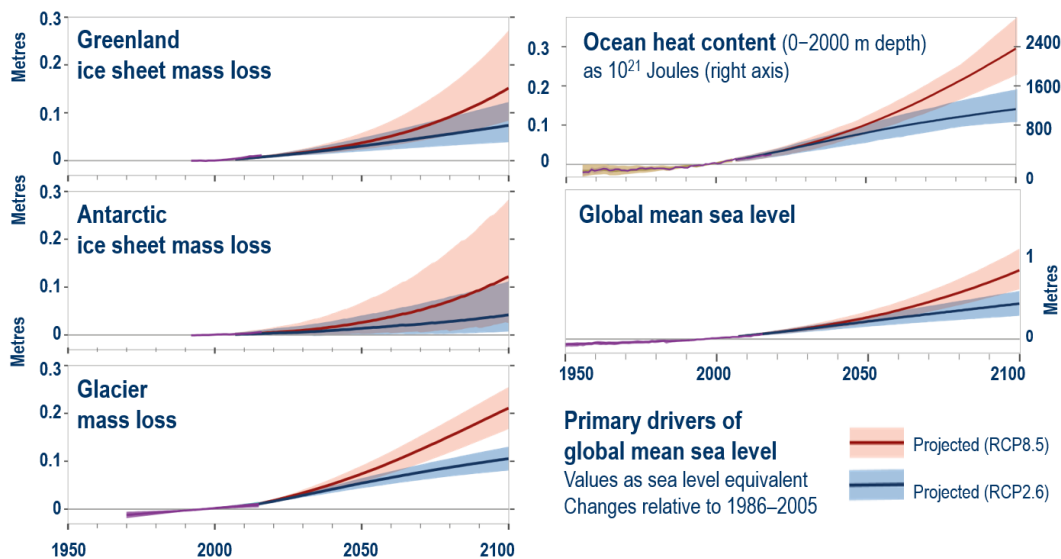 Greenland
ice sheet mass loss
Metres
0.3
0.2
0.1
0
Antarctic
ice sheet mass loss
Metres
0.3
0.2
0.1
0
Glacier
mass loss
Metres
0.3
0.2
0.1
0
1950
2000
2050
2100
Ocean heat content (0–2000 m depth)
as 10²¹ Joules (right axis)
0.3
0.2
0.1
0
2400
1600
800
0
Global mean sea level
1
0
Metres
1950
2000
2050
2100
Primary drivers of
global mean sea level
Values as sea level equivalent
Changes relative to 1986–2005
Projected (RCP8.5)
Projected (RCP2.6)